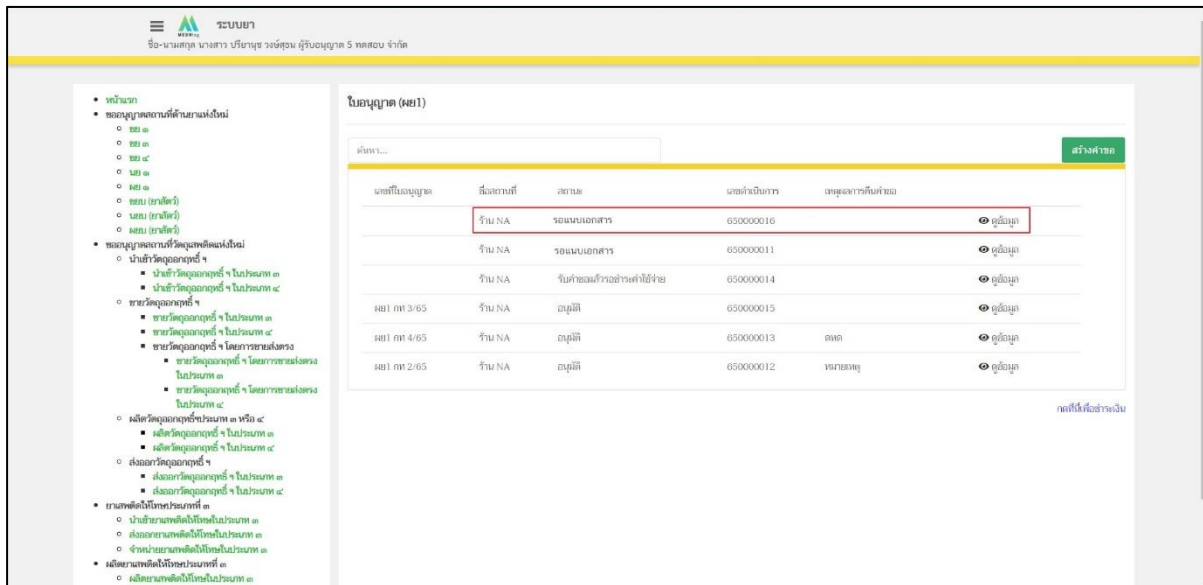 ระบบยา
ชื่อ-นามสกุล นางสาว ปรียานุช วงษ์สุธน ผู้รับอนุญาต 5 ทดสอบ จำกัด
หน้าแรก
ขออนุญาตสถานที่ด้านยาแห่งใหม่
ขย ๑
ขย ๓
ขย ๔
นย ๑
ผย ๑
ขยบ (ยาสัตว์)
นยบ (ยาสัตว์)
ผยบ (ยาสัตว์)
ขออนุญาตสถานที่วัตถุเสพติดแห่งใหม่
นำเข้าวัตถุออกฤทธิ์ ฯ
นำเข้าวัตถุออกฤทธิ์ ฯ ในประเภท ๓
นำเข้าวัตถุออกฤทธิ์ ฯ ในประเภท ๔
ขายวัตถุออกฤทธิ์ ฯ
ขายวัตถุออกฤทธิ์ ฯ ในประเภท ๓
ขายวัตถุออกฤทธิ์ ฯ ในประเภท ๔
ขายวัตถุออกฤทธิ์ ฯ โดยการขายส่งตรง
ขายวัตถุออกฤทธิ์ ฯ โดยการขายส่งตรง
ในประเภท ๓
ขายวัตถุออกฤทธิ์ ฯ โดยการขายส่งตรง
ในประเภท ๔
ผลิตวัตถุออกฤทธิ์ฯประเภท ๓ หรือ ๔
ผลิตวัตถุออกฤทธิ์ ฯ ในประเภท ๓
ผลิตวัตถุออกฤทธิ์ ฯ ในประเภท ๔
ส่งออกวัตถุออกฤทธิ์ ฯ
ส่งออกวัตถุออกฤทธิ์ ฯ ในประเภท ๓
ส่งออกวัตถุออกฤทธิ์ ฯ ในประเภท ๔
ยาเสพติดให้โทษประเภทที่ ๓
นำเข้ายาเสพติดให้โทษในประเภท ๓
ส่งออกยาเสพติดให้โทษในประเภท ๓
จำหน่ายยาเสพติดให้โทษในประเภท ๓
ผลิตยาเสพติดให้โทษประเภทที่ ๓
ผลิตยาเสพติดให้โทษในประเภท ๓
ใบอนุญาต (ผย1)
ค้นหา... สร้างคำขอ
เลขที่ใบอนุญาต ชื่อสถานที่ สถานะ เลขดำเนินการ เหตุผลการคืนคำขอ
ร้าน NA รอแนบเอกสาร 650000016 ดูข้อมูล
ร้าน NA รอแนบเอกสาร 650000011 ดูข้อมูล
ร้าน NA รับคำขอแล้วรอชำระค่าใช้จ่าย 650000014 ดูข้อมูล
ผย1 กท 3/65 ร้าน NA อนุมัติ 650000015 ดูข้อมูล
ผย1 กท 4/65 ร้าน NA อนุมัติ 650000013 ดูข้อมูล
ผย1 กท 2/65 ร้าน NA อนุมัติ 650000012 หมายเหตุ ดูข้อมูล
กดที่นี่เพื่อชำระเงิน